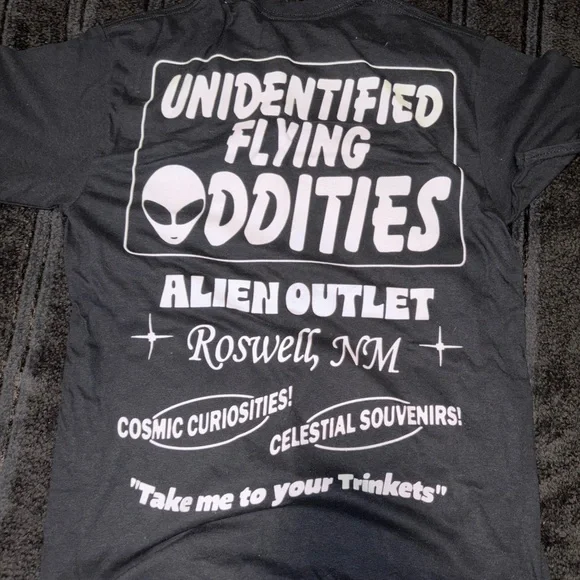 UNIDENTIFIED
FLYING
ODDITIES
ALIEN OUTLET
Roswell, NM
COSMIC CURIOSITIES!
CELESTIAL SOUVENIRS!
"Take me to your Trinkets"